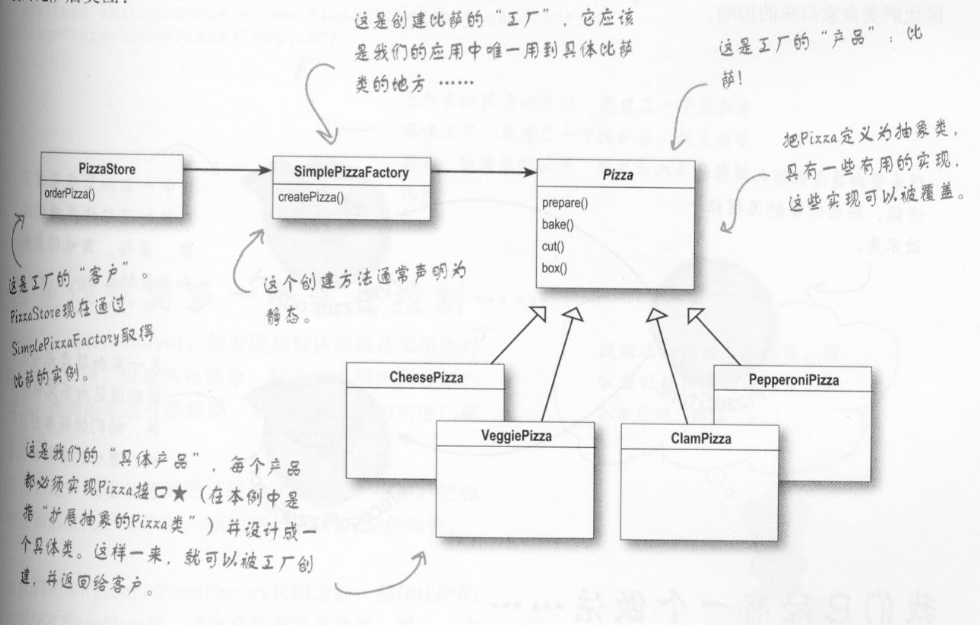 这是创建比萨的“工厂”，它应该
是我们的应用中唯一用到具体比萨
类的地方……
这是工厂的“产品”：比
萨！
把Pizza定义为抽象类，
具有一些有用的实现，
这些实现可以被覆盖。
PizzaStore
orderPizza()
SimplePizzaFactory
createPizza()
Pizza
prepare()
bake()
cut()
box()
这是工厂的“客户”。
PizzaStore现在通过
SimplePizzaFactory取得
比萨的实例。
这个创建方法通常声明为
静态。
CheesePizza
VeggiePizza
ClamPizza
PepperoniPizza
这是我们的“具体产品”，每个产品
都必须实现Pizza接口★（在本例中是
指“扩展抽象的Pizza类”）并设计成一
个具体类。这样一来，就可以被工厂创
建，并返回给客户。
我们已经有一个做法……